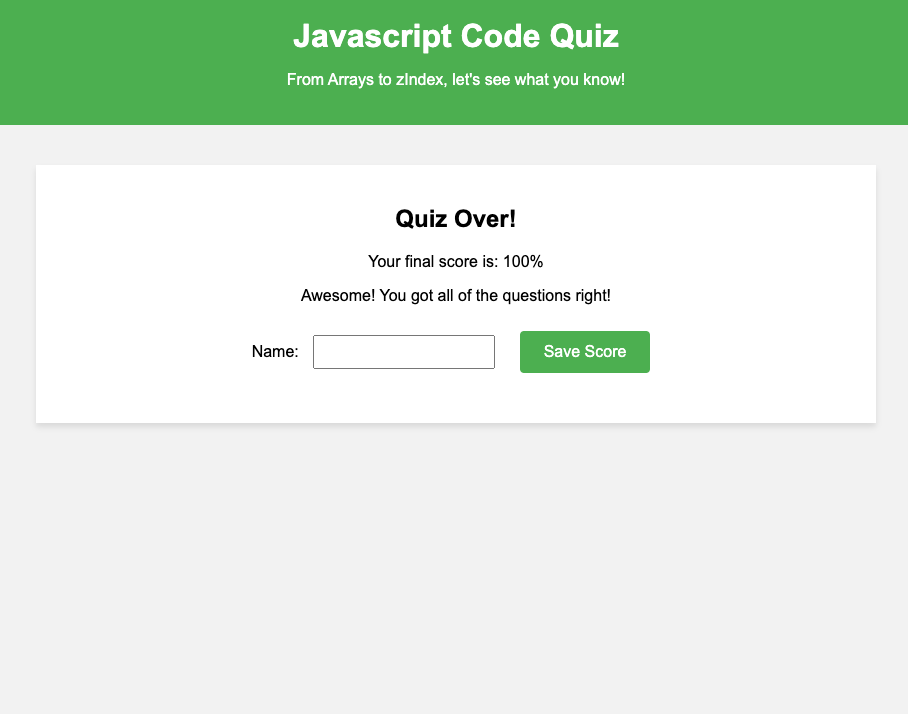 Javascript Code Quiz
From Arrays to zIndex, let's see what you know!
Quiz Over!
Your final score is: 100%
Awesome! You got all of the questions right!
Name: Save Score